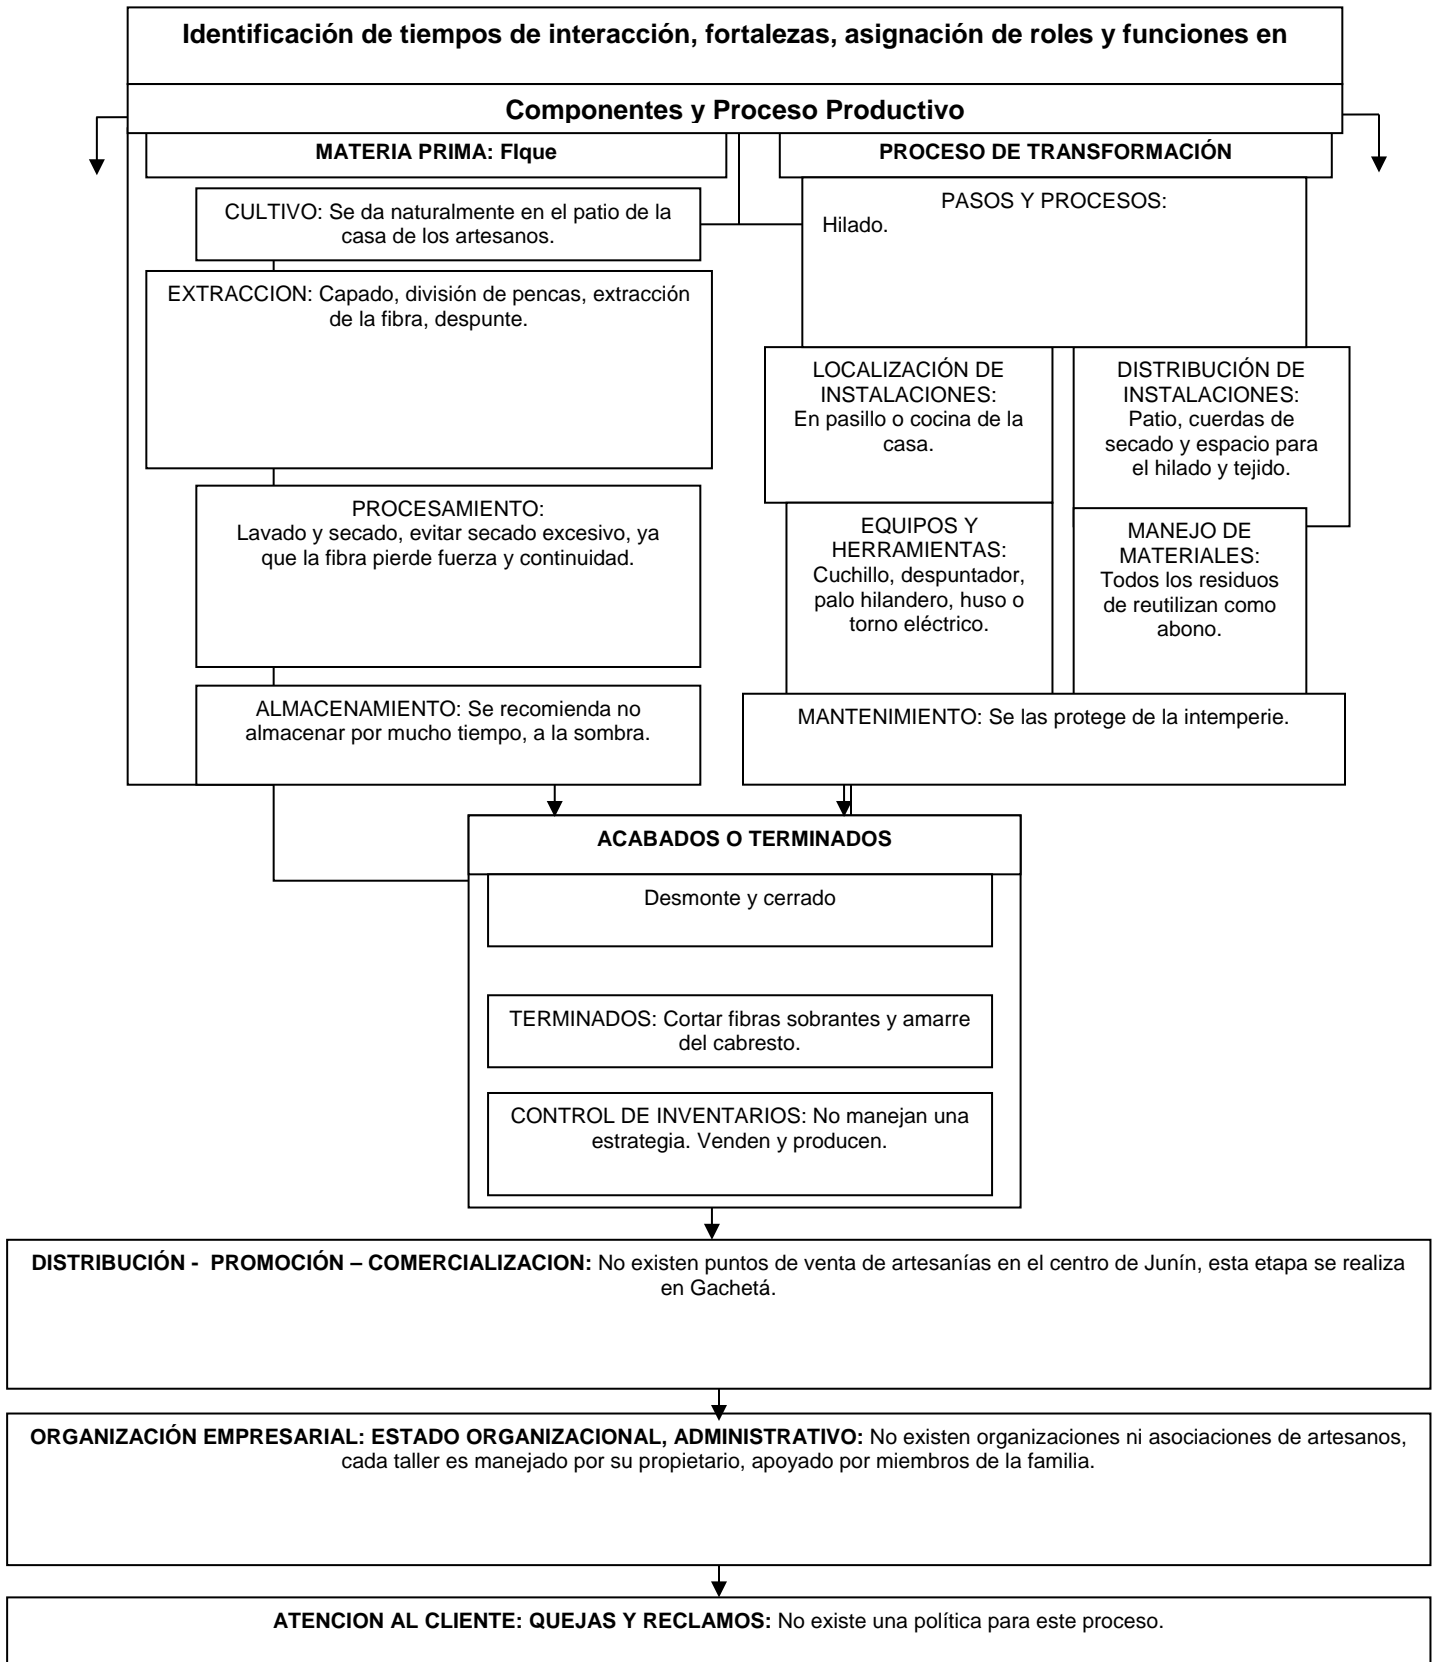 Identificación de tiempos de interacción, fortalezas, asignación de roles y funciones en
Componentes y Proceso Productivo
MATERIA PRIMA: FIque
CULTIVO: Se da naturalmente en el patio de la
casa de los artesanos.
EXTRACCION: Capado, división de pencas, extracción
de la fibra, despunte.
PROCESAMIENTO:
Lavado y secado, evitar secado excesivo, ya
que la fibra pierde fuerza y continuidad.
ALMACENAMIENTO: Se recomienda no
almacenar por mucho tiempo, a la sombra.
PROCESO DE TRANSFORMACIÓN
PASOS Y PROCESOS:
Hilado.
LOCALIZACIÓN DE
INSTALACIONES:
En pasillo o cocina de la
casa.
DISTRIBUCIÓN DE
INSTALACIONES:
Patio, cuerdas de
secado y espacio para
el hilado y tejido.
EQUIPOS Y
HERRAMIENTAS:
Cuchillo, despuntador,
palo hilandero, huso o
torno eléctrico.
MANEJO DE
MATERIALES:
Todos los residuos
de reutilizan como
abono.
MANTENIMIENTO: Se las protege de la intemperie.
ACABADOS O TERMINADOS
Desmonte y cerrado
TERMINADOS: Cortar fibras sobrantes y amarre
del cabresto.
CONTROL DE INVENTARIOS: No manejan una
estrategia. Venden y producen.
DISTRIBUCIÓN - PROMOCIÓN – COMERCIALIZACION: No existen puntos de venta de artesanías en el centro de Junín, esta etapa se realiza
en Gachetá.
ORGANIZACIÓN EMPRESARIAL: ESTADO ORGANIZACIONAL, ADMINISTRATIVO: No existen organizaciones ni asociaciones de artesanos,
cada taller es manejado por su propietario, apoyado por miembros de la familia.
ATENCION AL CLIENTE: QUEJAS Y RECLAMOS: No existe una política para este proceso.